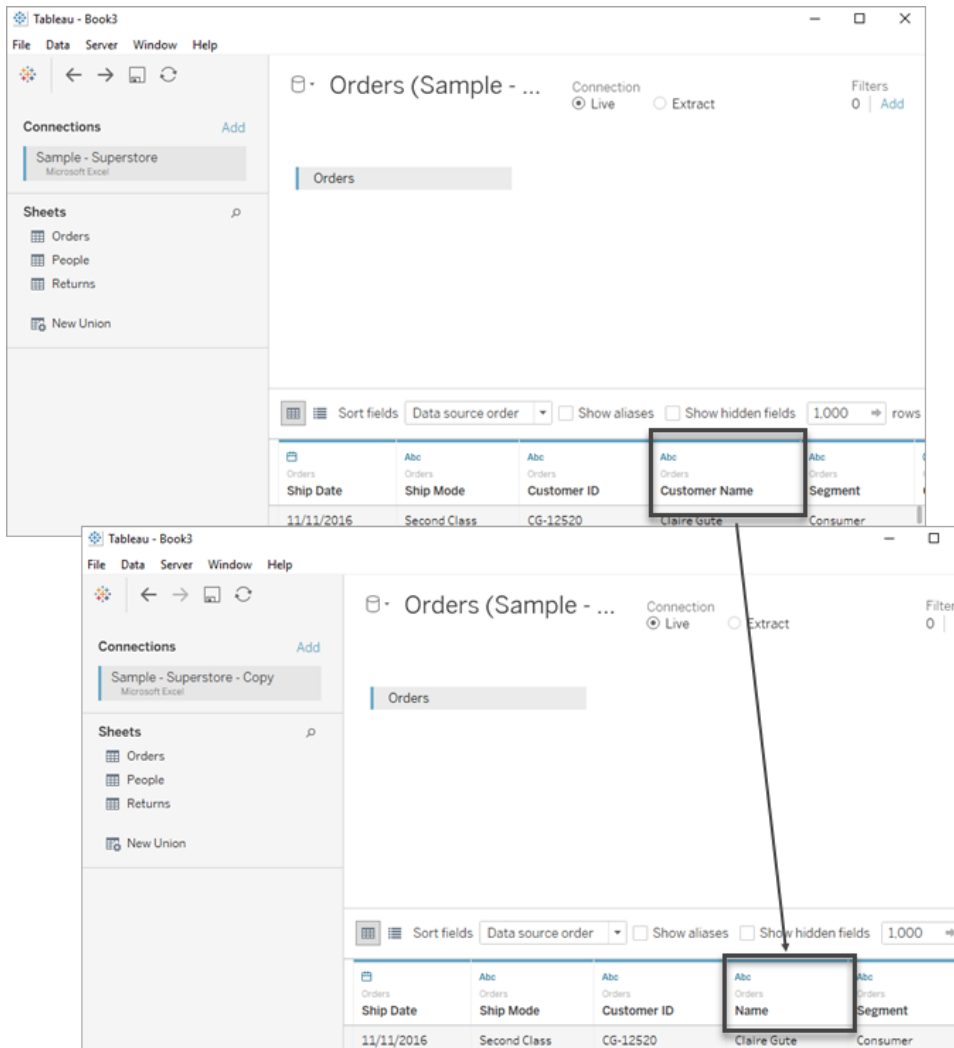 Tableau - Book3
File Data Server Window Help
Orders (Sample - ...
Connection
Live Extract
Filters
0 Add
Connections Add
Sample - Superstore
Microsoft Excel
Orders
Sheets
Orders
People
Returns
New Union
Sort fields Data source order Show aliases Show hidden fields 1,000 rows
Abc Abc Abc Abc
Orders Orders Orders Orders Orders
Ship Date Ship Mode Customer ID Customer Name Segment
11/11/2016 Second Class CG-12520 Claire Gute Consumer
Tableau - Book3
File Data Server Window Help
Orders (Sample - ...
Connection
Live Extract
Filter
0
Connections Add
Sample - Superstore - Copy
Microsoft Excel
Orders
Sheets
Orders
People
Returns
New Union
Sort fields Data source order Show aliases Show hidden fields 1,000
Abc Abc Abc Abc
Orders Orders Orders Orders Orders
Ship Date Ship Mode Customer ID Name Segment
11/11/2016 Second Class CG-12520 Claire Gute Consumer